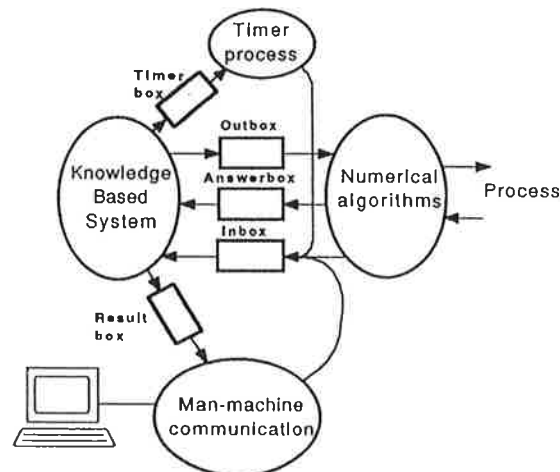 Timer
process
Timer
box
Outbox
Knowledge
Based
System
Answerbox
Numerical
algorithms
Process
Inbox
Result
box
Man-machine
communication